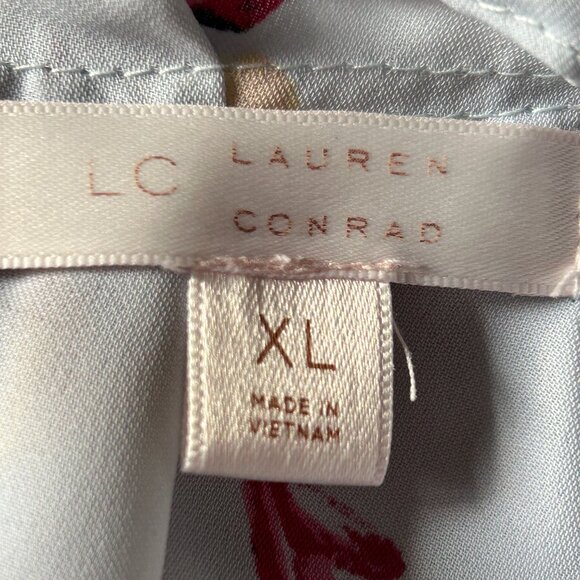 LC LAUREN
CONRAD
XL
MADE IN
VIETNAM